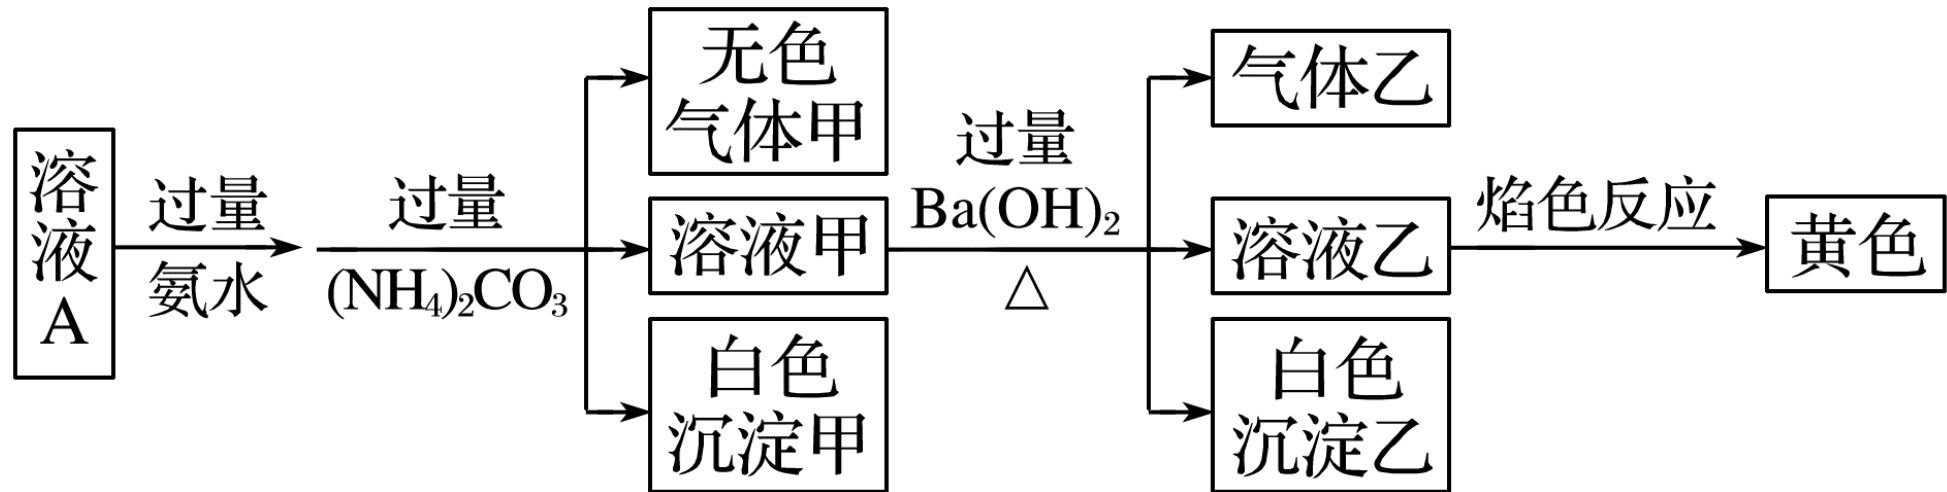 溶
液
A
过量
氨水
过量
(NH₄)₂CO₃
无色
气体甲
溶液甲
白色
沉淀甲
过量
Ba(OH)₂
△
气体乙
溶液乙
白色
沉淀乙
焰色反应
黄色